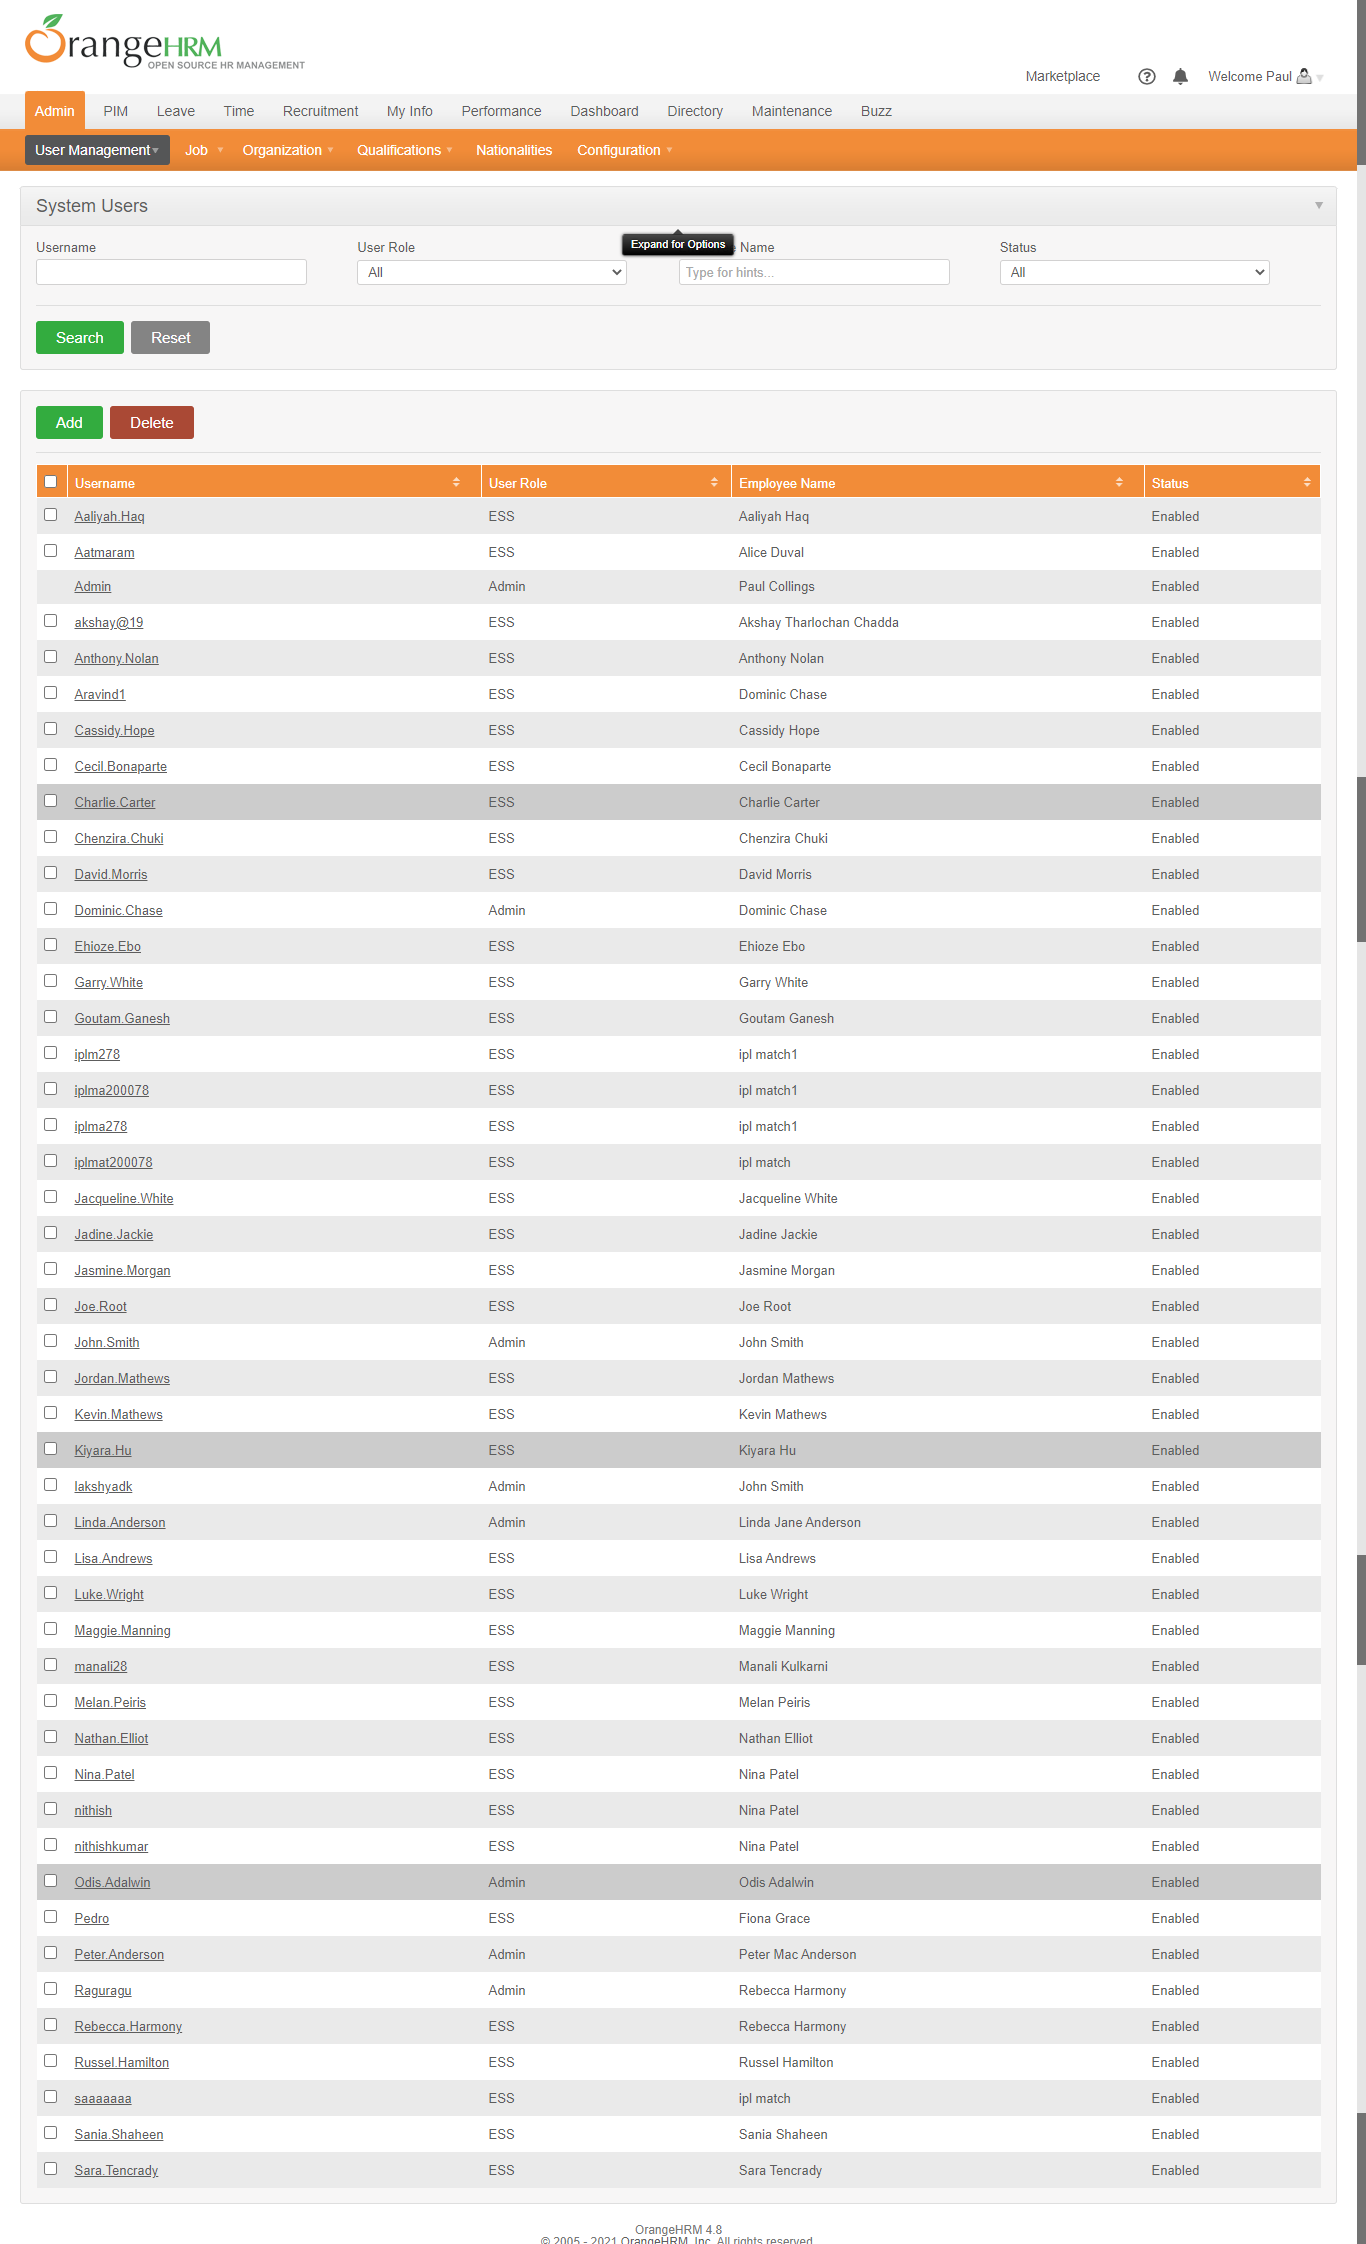 OrangeHRM
OPEN SOURCE HR MANAGEMENT
Marketplace Welcome Paul
Admin PIM Leave Time Recruitment My Info Performance Dashboard Directory Maintenance Buzz
User Management Job Organization Qualifications Nationalities Configuration
System Users
Username User Role Name Status
Expand for Options
All Type for hints... All
Search Reset
Add Delete
Username User Role Employee Name Status
Aaliyah.Haq ESS Aaliyah Haq Enabled
Aatmaram ESS Alice Duval Enabled
Admin Admin Paul Collings Enabled
akshay@19 ESS Akshay Tharlochan Chadda Enabled
Anthony.Nolan ESS Anthony Nolan Enabled
Aravind1 ESS Dominic Chase Enabled
Cassidy.Hope ESS Cassidy Hope Enabled
Cecil.Bonaparte ESS Cecil Bonaparte Enabled
Charlie.Carter ESS Charlie Carter Enabled
Chenzira.Chuki ESS Chenzira Chuki Enabled
David.Morris ESS David Morris Enabled
Dominic.Chase Admin Dominic Chase Enabled
Ehioze.Ebo ESS Ehioze Ebo Enabled
Garry.White ESS Garry White Enabled
Goutam.Ganesh ESS Goutam Ganesh Enabled
iplm278 ESS ipl match1 Enabled
iplma200078 ESS ipl match1 Enabled
iplma278 ESS ipl match1 Enabled
iplmat200078 ESS ipl match Enabled
Jacqueline.White ESS Jacqueline White Enabled
Jadine.Jackie ESS Jadine Jackie Enabled
Jasmine.Morgan ESS Jasmine Morgan Enabled
Joe.Root ESS Joe Root Enabled
John.Smith Admin John Smith Enabled
Jordan.Mathews ESS Jordan Mathews Enabled
Kevin.Mathews ESS Kevin Mathews Enabled
Kiyara.Hu ESS Kiyara Hu Enabled
lakshyadk Admin John Smith Enabled
Linda.Anderson Admin Linda Jane Anderson Enabled
Lisa.Andrews ESS Lisa Andrews Enabled
Luke.Wright ESS Luke Wright Enabled
Maggie.Manning ESS Maggie Manning Enabled
manali28 ESS Manali Kulkarni Enabled
Melan.Peiris ESS Melan Peiris Enabled
Nathan.Elliot ESS Nathan Elliot Enabled
Nina.Patel ESS Nina Patel Enabled
nithish ESS Nina Patel Enabled
nithishkumar ESS Nina Patel Enabled
Odis.Adalwin Admin Odis Adalwin Enabled
Pedro ESS Fiona Grace Enabled
Peter.Anderson Admin Peter Mac Anderson Enabled
Raguragu Admin Rebecca Harmony Enabled
Rebecca.Harmony ESS Rebecca Harmony Enabled
Russel.Hamilton ESS Russel Hamilton Enabled
saaaaaaa ESS ipl match Enabled
Sania.Shaheen ESS Sania Shaheen Enabled
Sara.Tencrady ESS Sara Tencrady Enabled
OrangeHRM 4.8
© 2005 - 2021 OrangeHRM, Inc. All rights reserved